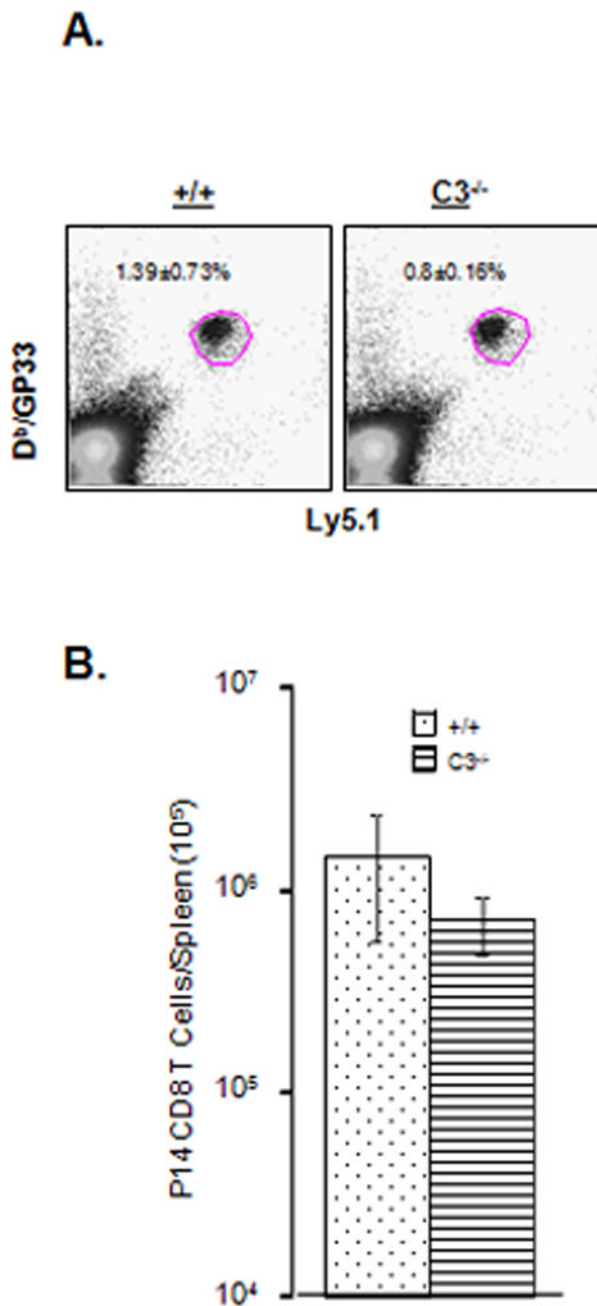 A.
+/+ C3-/-
1.39±0.73% 0.8±0.16%
Dᵇ/GP33
Ly5.1
B.
10⁷
+/+
C3-/-
10⁶
P14 CD8 T Cells/Spleen (10⁶)
10⁵
10⁴